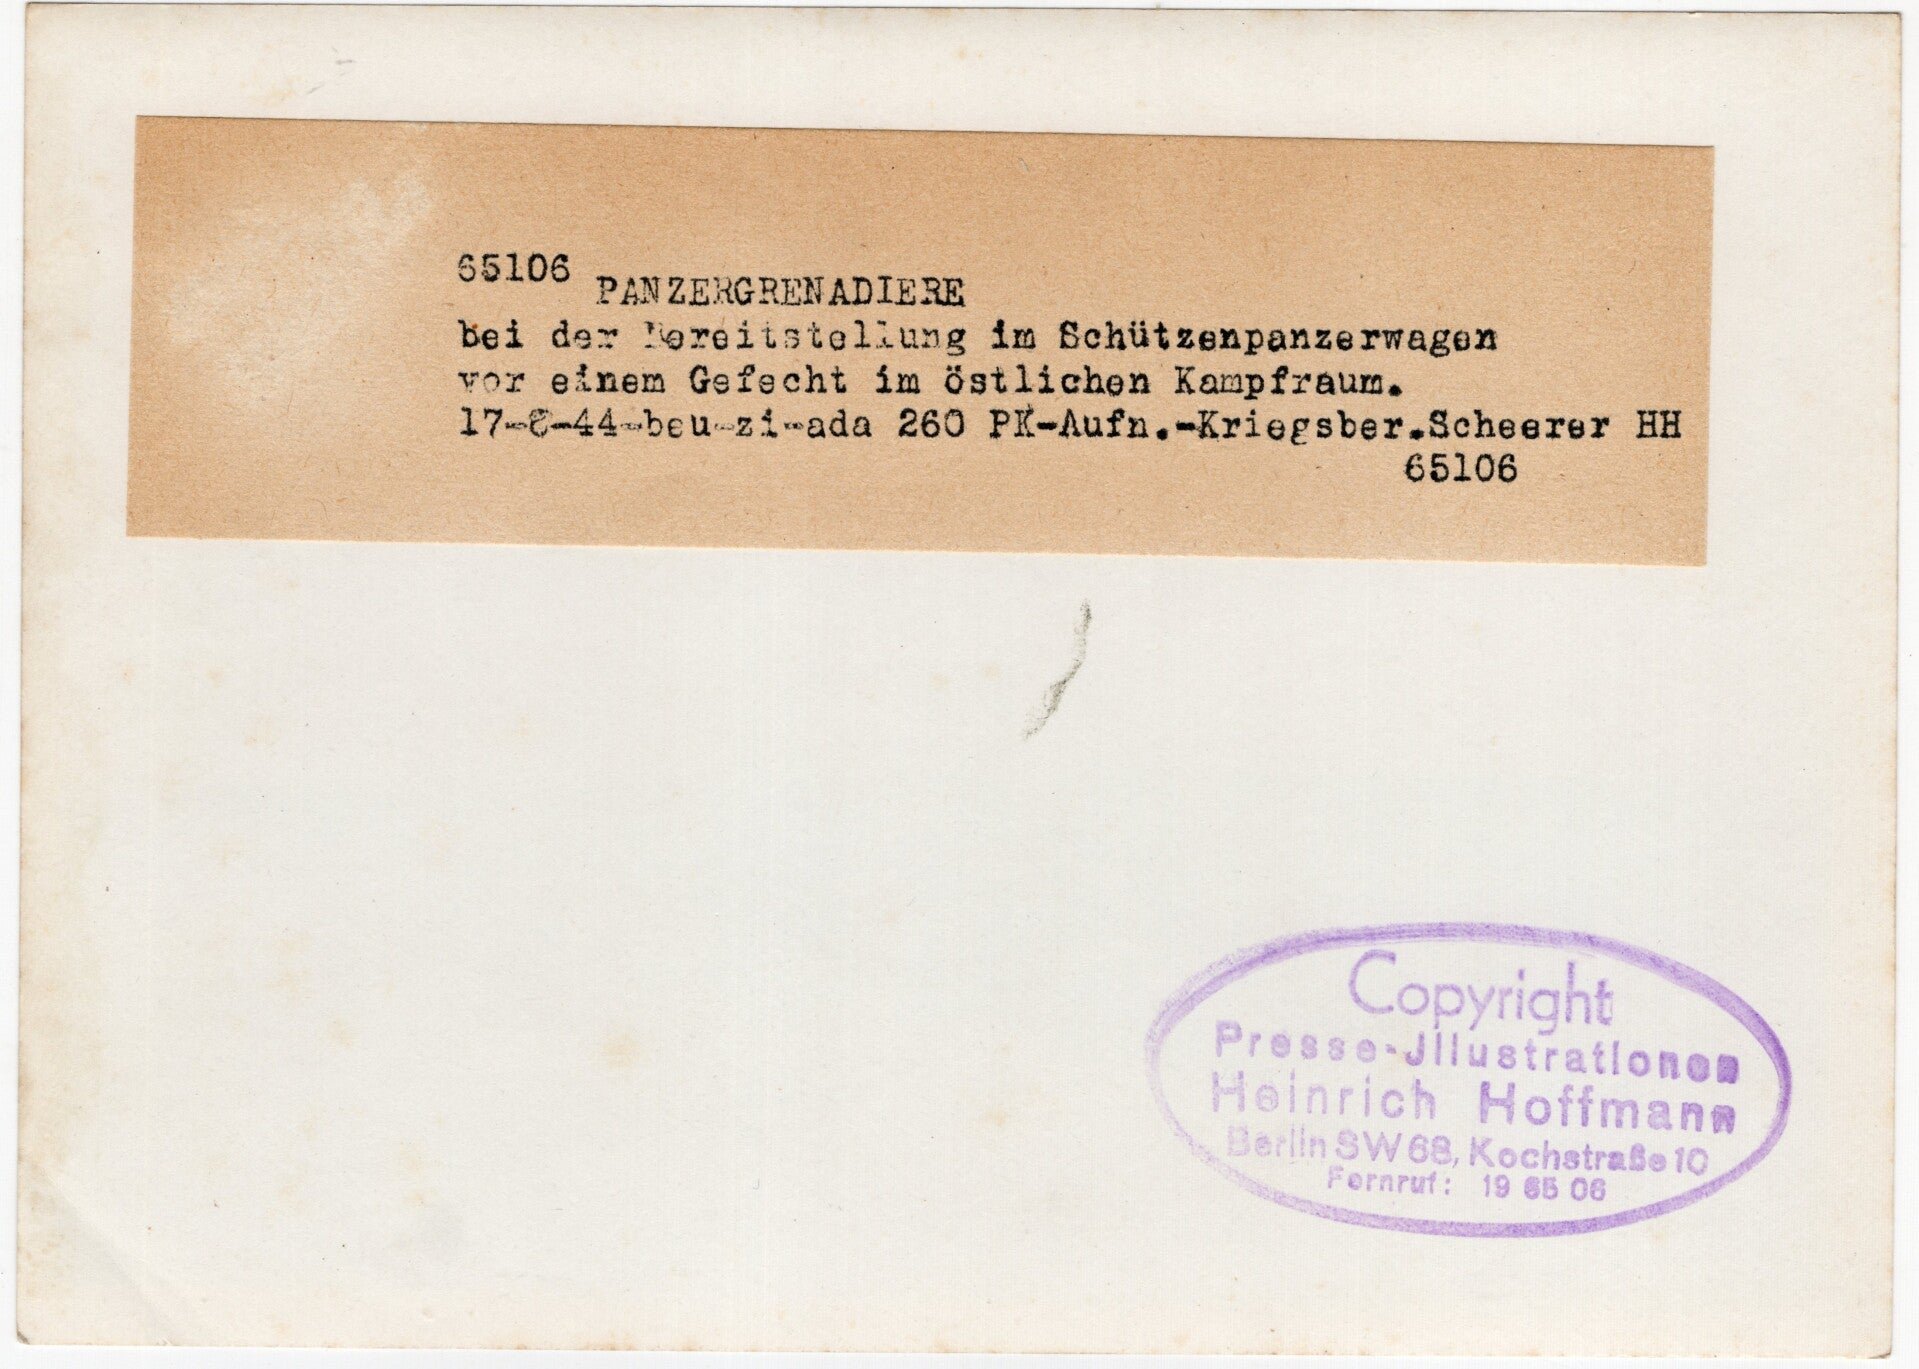 65106
PANZERGRENADIERE
bei der Bereitstellung im Schützenpanzerwagen
vor einem Gefecht im östlichen Kampfraum.
17-8-44-beu-zi-ada 260 PK-Aufn.-Kriegsber.Scheerer HH
65106
Copyright
Presse-Jllustrationen
Heinrich Hoffmann
Berlin SW 68, Kochstraße 10
Fernruf: 19 65 06